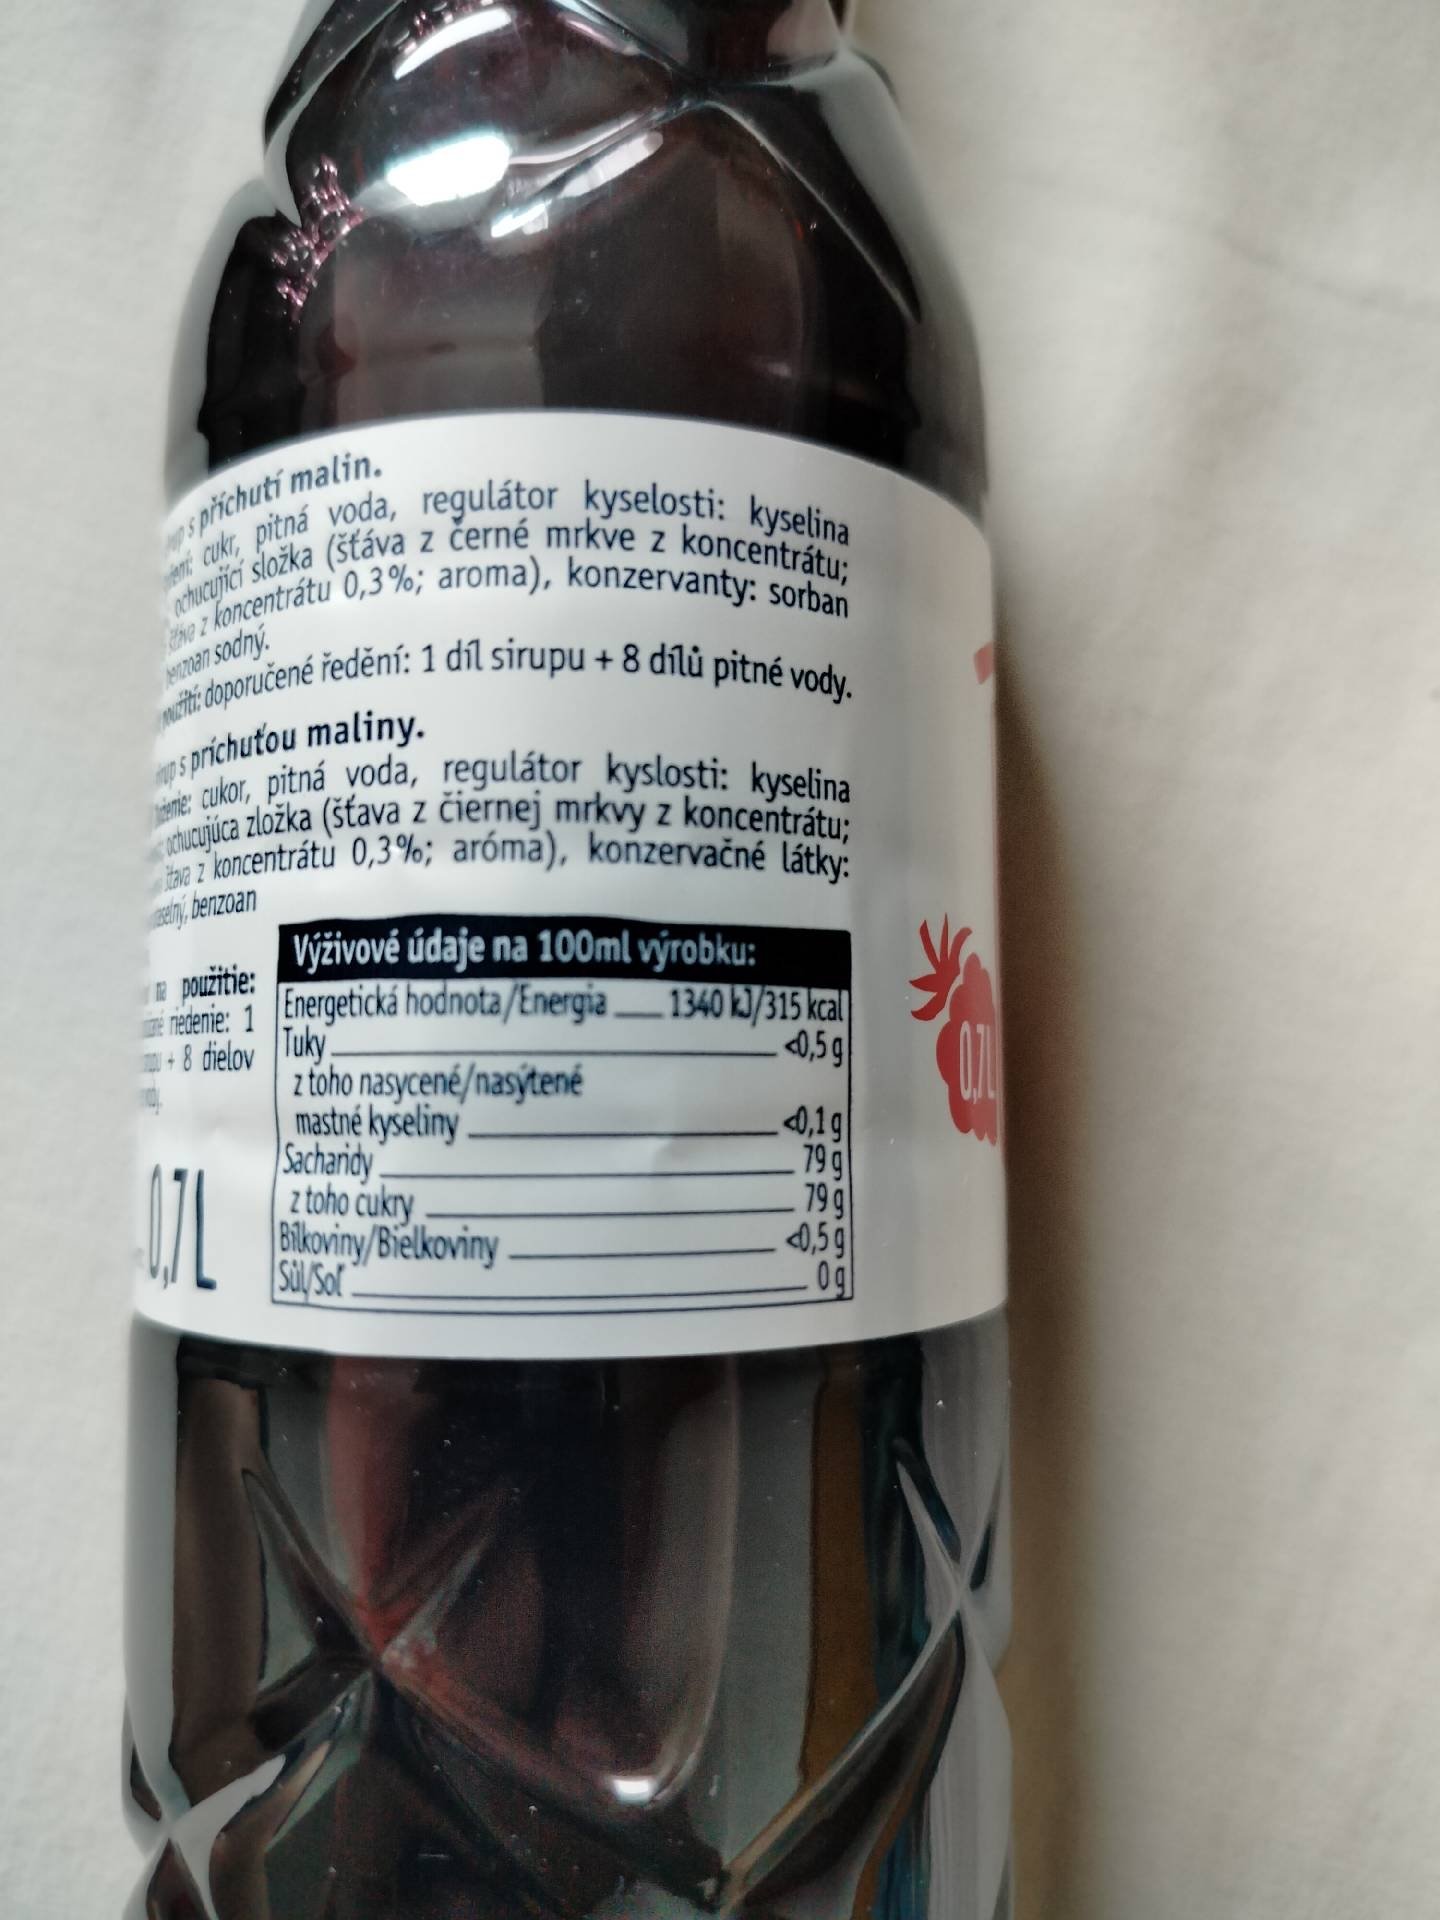 s příchutí malin.
cukr, pitná voda, regulátor kyselosti: kyselina
ochucující složka (šťáva z černé mrkve z koncentrátu;
šťáva z koncentrátu 0,3%; aroma), konzervanty: sorban
benzoan sodný.
použití: doporučené ředění: 1 díl sirupu + 8 dílů pitné vody.
s príchuťou maliny.
cukor, pitná voda, regulátor kyslosti: kyselina
ochucujúca zložka (šťava z čiernej mrkvy z koncentrátu;
šťava z koncentrátu 0,3%; aróma), konzervačné látky:
benzoan
na použitie:
riedenie: 1
+ 8 dielov
0,7L
Výživové údaje na 100ml výrobku:
Energetická hodnota/Energia 1340 kJ/315 kcal
Tuky <0,5 g
z toho nasycené/nasýtené
mastné kyseliny <0,1 g
Sacharidy 79 g
z toho cukry 79 g
Bílkoviny/Bielkoviny <0,5 g
Sůl/Soľ 0 g
0,7L